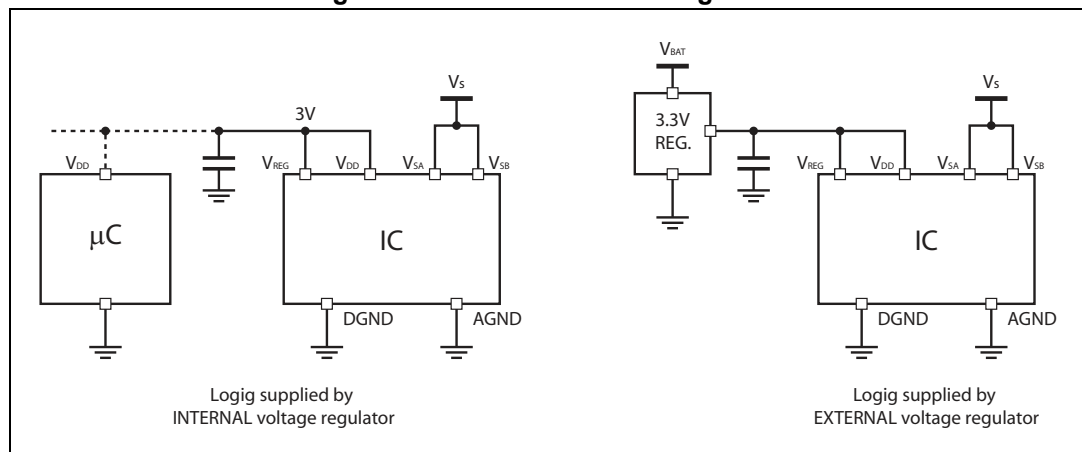 VBAT
Vs
3V
3.3V
REG.
Vs
VDD
VREG
VDD
VSA
VSB
VREG
VDD
VSA
VSB
μC
IC
IC
DGND
AGND
DGND
AGND
Logig supplied by
INTERNAL voltage regulator
Logig supplied by
EXTERNAL voltage regulator